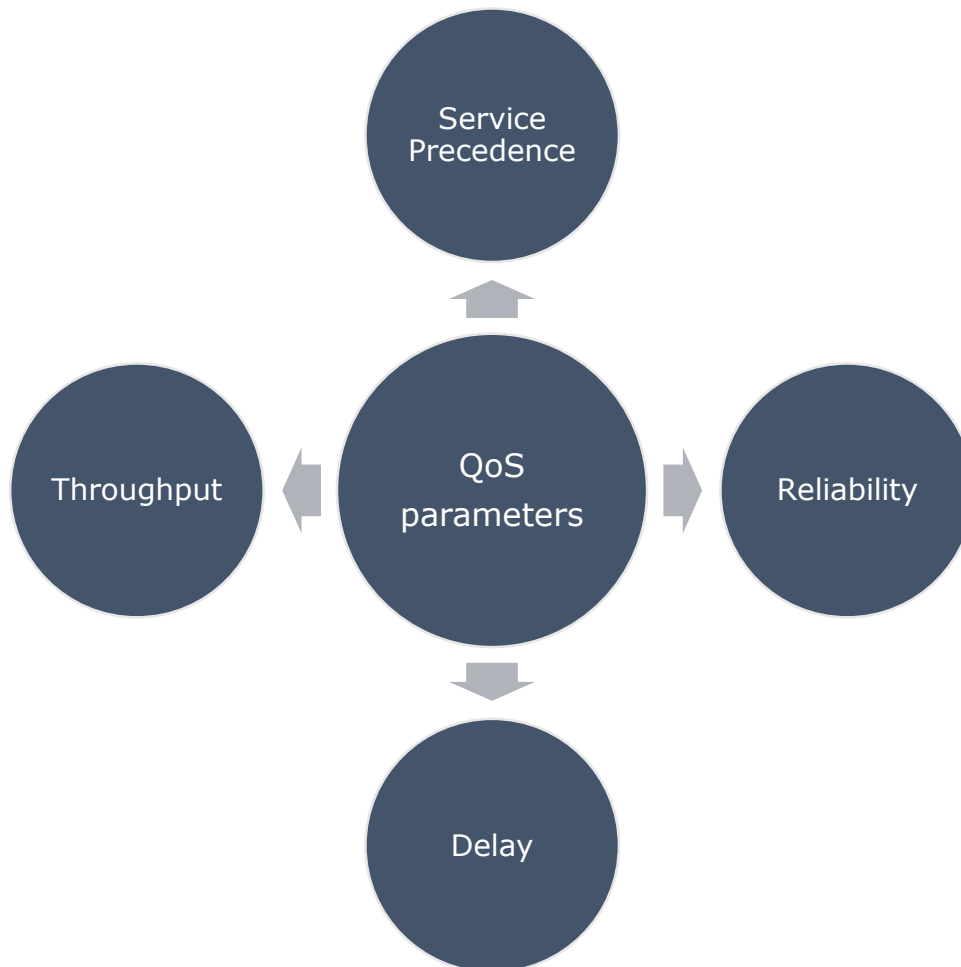 Service
Precedence
Throughput
QoS
parameters
Reliability
Delay